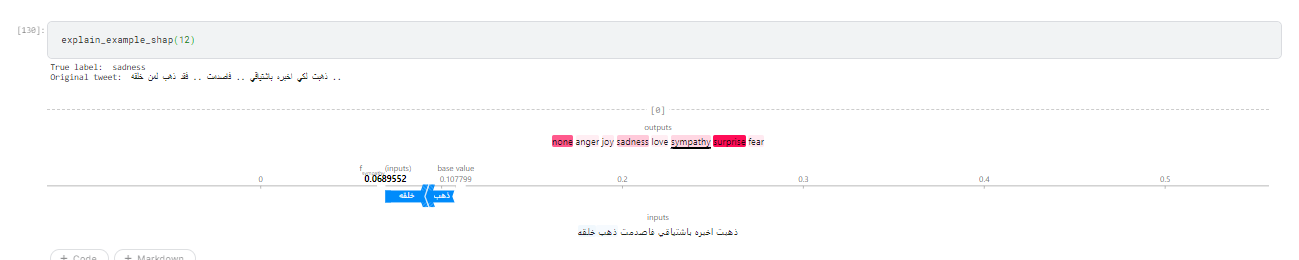 [130]:
explain_example_shap(12)
True label: sadness
Original tweet: ذهبت لكي اخبره باشتياقي .. فاصدمت .. فقد ذهب لمن خلقه ..
[0]
outputs
none anger joy sadness love sympathy surprise fear
f (inputs) base value
0.0689552
0 0.107799 0.2 0.3 0.4 0.5
خلقه ذهب
inputs
ذهبت اخبره باشتياقي فاصدمت ذهب خلقه
+ Code + Markdown